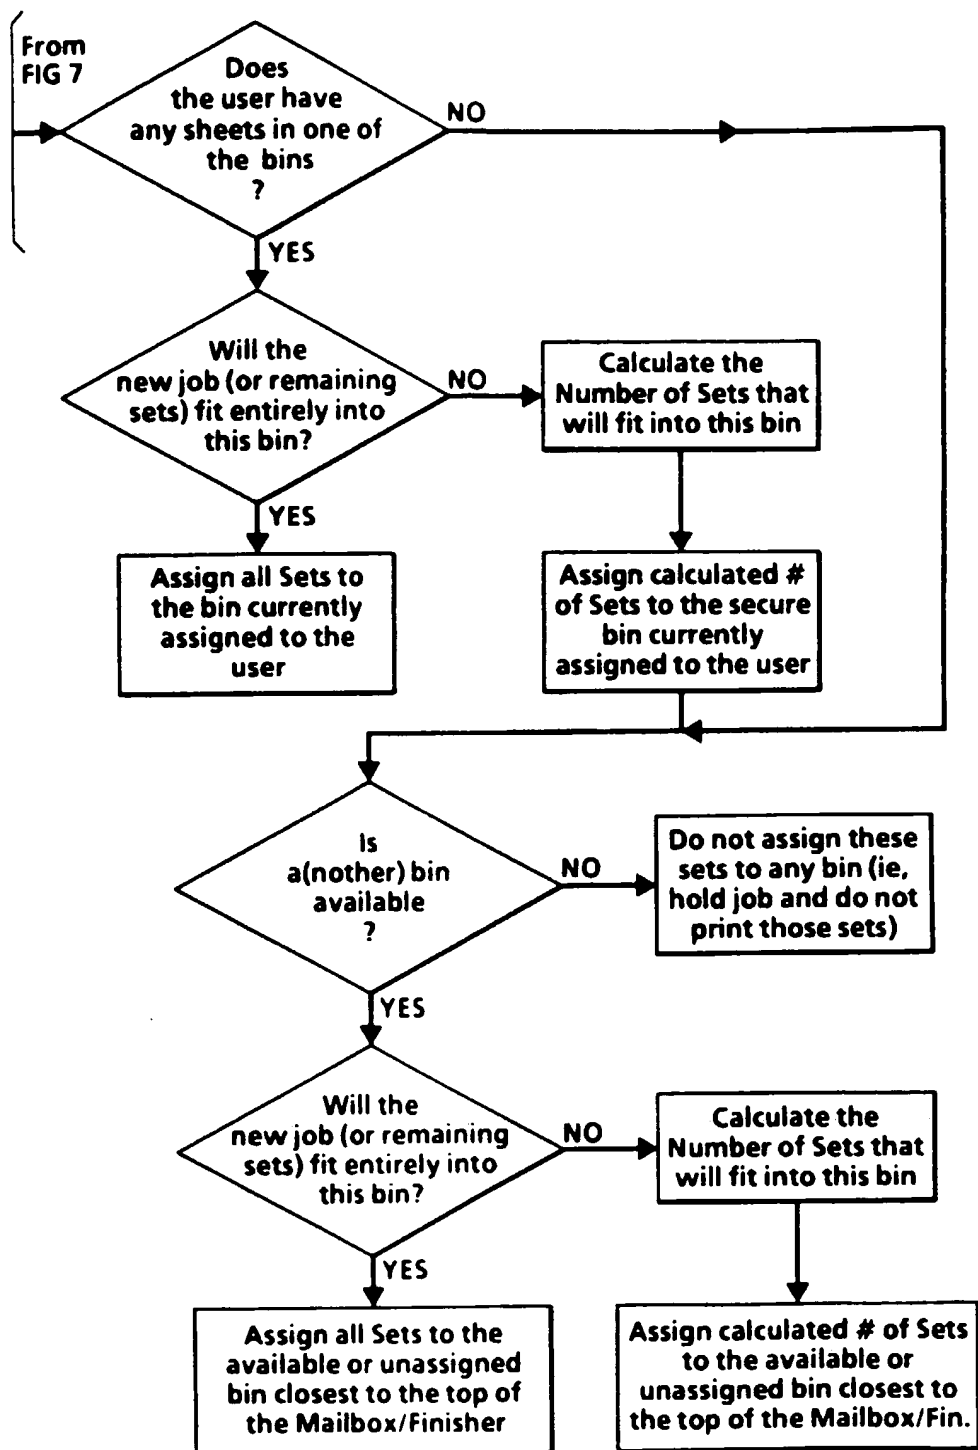 From
FIG 7
Does
the user have
any sheets in one of
the bins
?
NO
YES
Will the
new job (or remaining
sets) fit entirely into
this bin?
NO
Calculate the
Number of Sets that
will fit into this bin
YES
Assign all Sets to
the bin currently
assigned to the
user
Assign calculated #
of Sets to the secure
bin currently
assigned to the user
Is
a(nother) bin
available
?
NO
Do not assign these
sets to any bin (ie,
hold job and do not
print those sets)
YES
Will the
new job (or remaining
sets) fit entirely into
this bin?
NO
Calculate the
Number of Sets that
will fit into this bin
YES
Assign all Sets to the
available or unassigned
bin closest to the top of
the Mailbox/Finisher
Assign calculated # of Sets
to the available or
unassigned bin closest to
the top of the Mailbox/Fin.